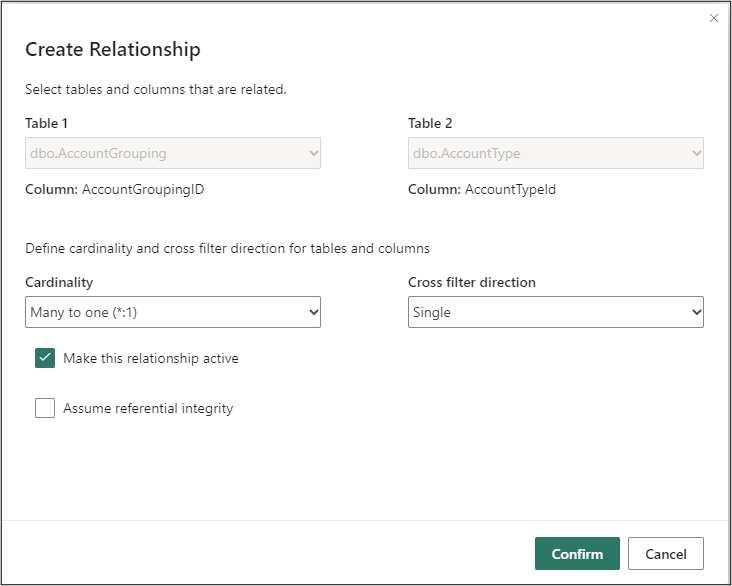 Create Relationship
Select tables and columns that are related.
Table 1
Table 2
dbo.AccountGrouping
dbo.AccountType
Column: AccountGroupingID
Column: AccountTypeId
Define cardinality and cross filter direction for tables and columns
Cardinality
Cross filter direction
Many to one (*:1)
Single
Make this relationship active
Assume referential integrity
Confirm
Cancel